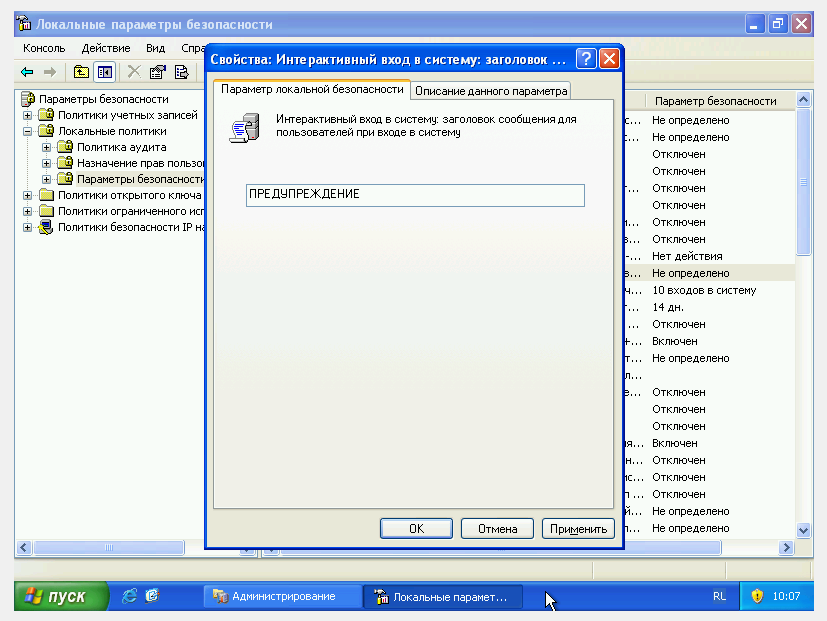 Локальные параметры безопасности
Консоль Действие Вид Спра
Свойства: Интерактивный вход в систему: заголовок ...
Параметр локальной безопасности
Описание данного параметра
Интерактивный вход в систему: заголовок сообщения для
пользователей при входе в систему
ПРЕДУПРЕЖДЕНИЕ
ОК
Отмена
Применить
Параметры безопасности
Политики учетных записей
Локальные политики
Политика аудита
Назначение прав пользо
Параметры безопасности
Политики открытого ключа
Политики ограниченного исп
Политики безопасности IP на
Параметр безопасности
с... Не определено
Не определено
Отключен
Отключен
Отключен
Отключен
Отключен
в... Отключен
Нет действия
в... Не определено
ч... 10 входов в систему
14 дн.
... Отключен
Включен
т... Не определено
л...
е... Отключен
Отключен
Отключен
ия... Включен
н... Отключен
ис... Отключен
п ... Отключен
й... Не определено
п... Не определено
пуск
Администрирование
Локальные парамет...
RL
10:07